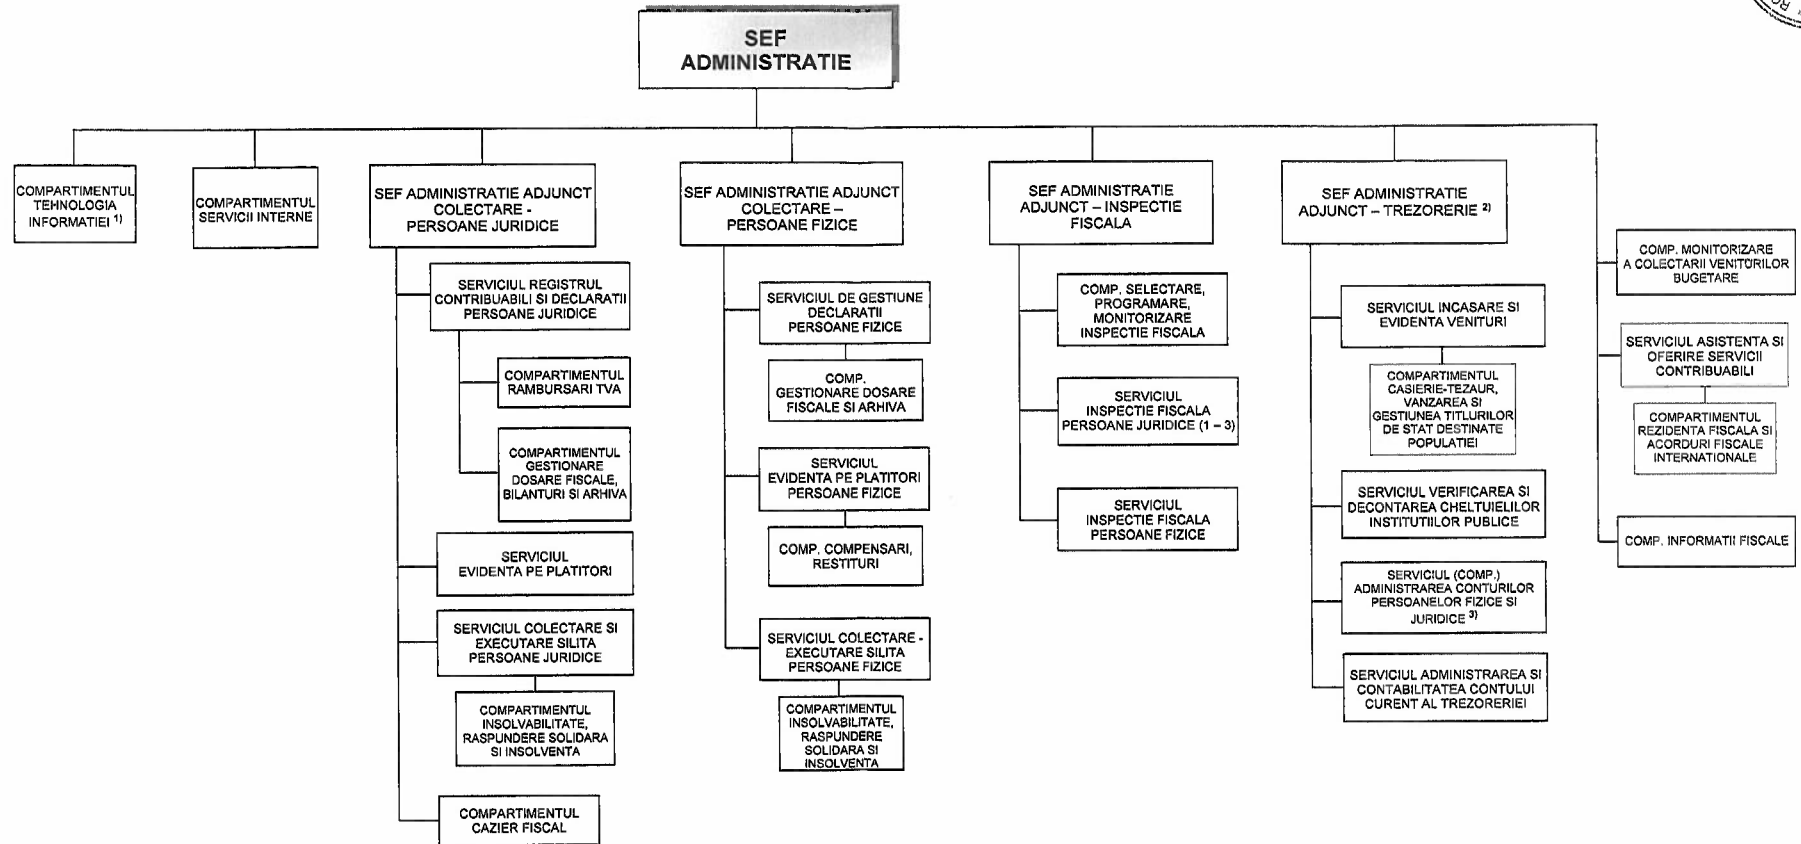 SEF
ADMINISTRATIE
COMPARTIMENTUL
TEHNOLOGIA
INFORMATIEI 1)
COMPARTIMENTUL
SERVICII INTERNE
SEF ADMINISTRATIE ADJUNCT
COLECTARE -
PERSOANE JURIDICE
SERVICIUL REGISTRUL
CONTRIBUABILI SI DECLARATII
PERSOANE JURIDICE
COMPARTIMENTUL
RAMBURSARI TVA
COMPARTIMENTUL
GESTIONARE
DOSARE FISCALE,
BILANTURI SI ARHIVA
SERVICIUL
EVIDENTA PE PLATITORI
SERVICIUL COLECTARE SI
EXECUTARE SILITA
PERSOANE JURIDICE
COMPARTIMENTUL
INSOLVABILITATE,
RASPUNDERE SOLIDARA
SI INSOLVENTA
COMPARTIMENTUL
CAZIER FISCAL
SEF ADMINISTRATIE ADJUNCT
COLECTARE –
PERSOANE FIZICE
SERVICIUL DE GESTIUNE
DECLARATII
PERSOANE FIZICE
COMP.
GESTIONARE DOSARE
FISCALE SI ARHIVA
SERVICIUL
EVIDENTA PE PLATITORI
PERSOANE FIZICE
COMP. COMPENSARI,
RESTITURI
SERVICIUL COLECTARE -
EXECUTARE SILITA
PERSOANE FIZICE
COMPARTIMENTUL
INSOLVABILITATE,
RASPUNDERE
SOLIDARA SI
INSOLVENTA
SEF ADMINISTRATIE
ADJUNCT – INSPECTIE
FISCALA
COMP. SELECTARE,
PROGRAMARE,
MONITORIZARE
INSPECTIE FISCALA
SERVICIUL
INSPECTIE FISCALA
PERSOANE JURIDICE (1 – 3)
SERVICIUL
INSPECTIE FISCALA
PERSOANE FIZICE
SEF ADMINISTRATIE
ADJUNCT – TREZORERIE 2)
SERVICIUL INCASARE SI
EVIDENTA VENITURI
COMPARTIMENTUL
CASIERIE-TEZAUR,
VANZAREA SI
GESTIUNEA TITLURILOR
DE STAT DESTINATE
POPULATIEI
SERVICIUL VERIFICAREA SI
DECONTAREA CHELTUIELILOR
INSTITUTIILOR PUBLICE
SERVICIUL (COMP.)
ADMINISTRAREA CONTURILOR
PERSOANELOR FIZICE SI
JURIDICE 3)
SERVICIUL ADMINISTRAREA SI
CONTABILITATEA CONTULUI
CURENT AL TREZORERIEI
COMP. MONITORIZARE
A COLECTARII VENITURILOR
BUGETARE
SERVICIUL ASISTENTA SI
OFERIRE SERVICII
CONTRIBUABILI
COMPARTIMENTUL
REZIDENTA FISCALA SI
ACORDURI FISCALE
INTERNATIONALE
COMP. INFORMATII FISCALE